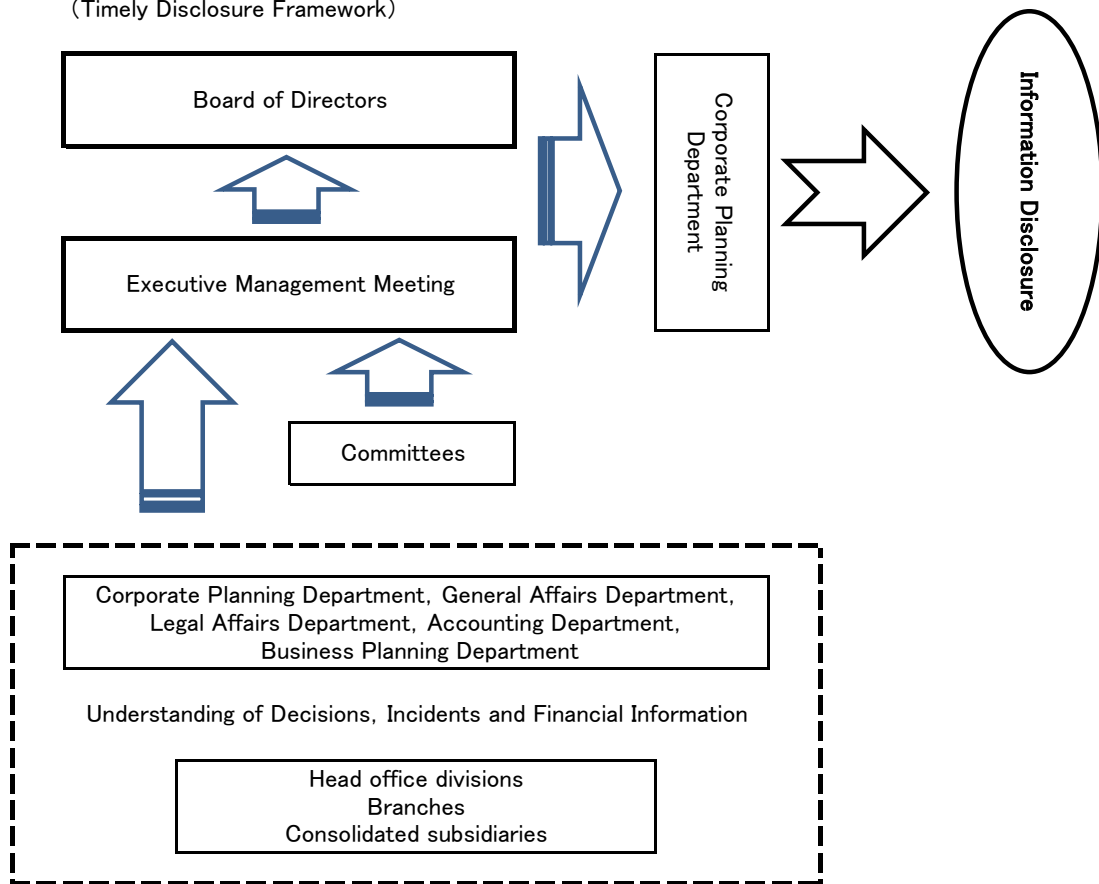 （Timely Disclosure Framework）
Board of Directors
Corporate Planning
Department
Information Disclosure
Executive Management Meeting
Committees
Corporate Planning Department, General Affairs Department,
Legal Affairs Department, Accounting Department,
Business Planning Department
Understanding of Decisions, Incidents and Financial Information
Head office divisions
Branches
Consolidated subsidiaries